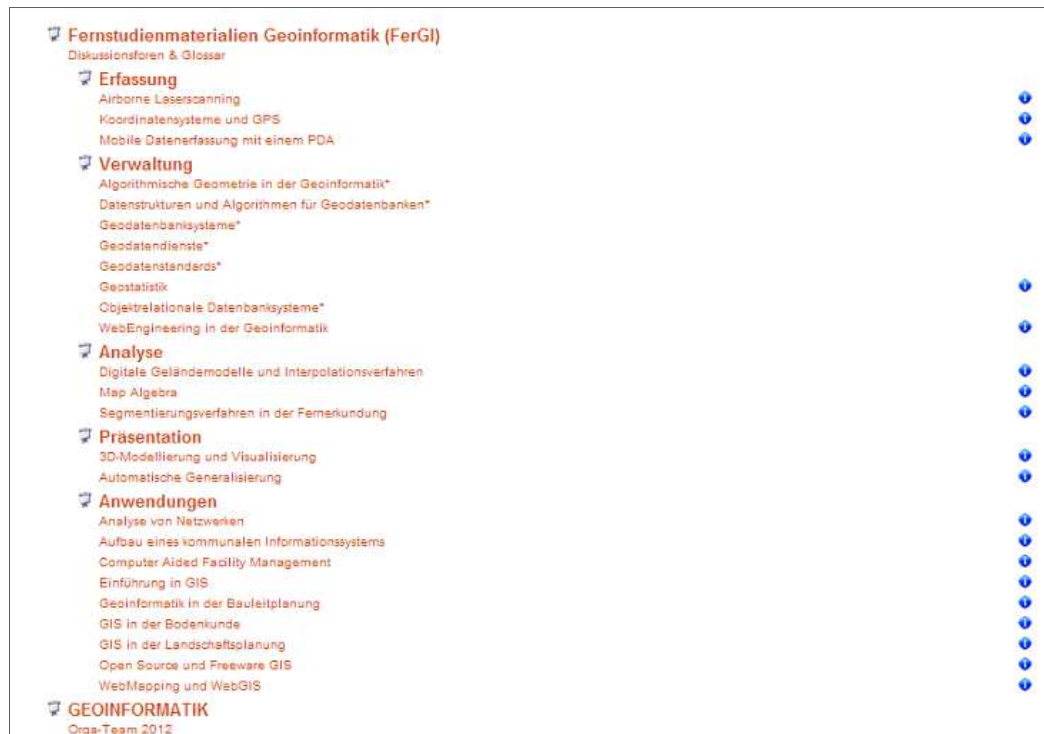 Fernstudienmaterialien Geoinformatik (FerGI)
Diskussionsforen & Glossar
Erfassung
Airborne Laserscanning
Koordinatensysteme und GPS
Mobile Datenerfassung mit einem PDA
Verwaltung
Algorithmische Geometrie in der Geoinformatik*
Datenstrukturen und Algorithmen für Geodatenbanken*
Geodatenbanksysteme*
Geodatendienste*
Geodatenstandards*
Geostatistik
Objektrelationale Datenbanksysteme*
WebEngineering in der Geoinformatik
Analyse
Digitale Geländemodelle und Interpolationsverfahren
Map Algebra
Segmentierungsverfahren in der Fernerkundung
Präsentation
3D-Modellierung und Visualisierung
Automatische Generalisierung
Anwendungen
Analyse von Netzwerken
Aufbau eines kommunalen Informationssystems
Computer Aided Facility Management
Einführung in GIS
Geoinformatik in der Bauleitplanung
GIS in der Bodenkunde
GIS in der Landschaftsplanung
Open Source und Freeware GIS
WebMapping und WebGIS
GEOINFORMATIK
Orga-Team 2012